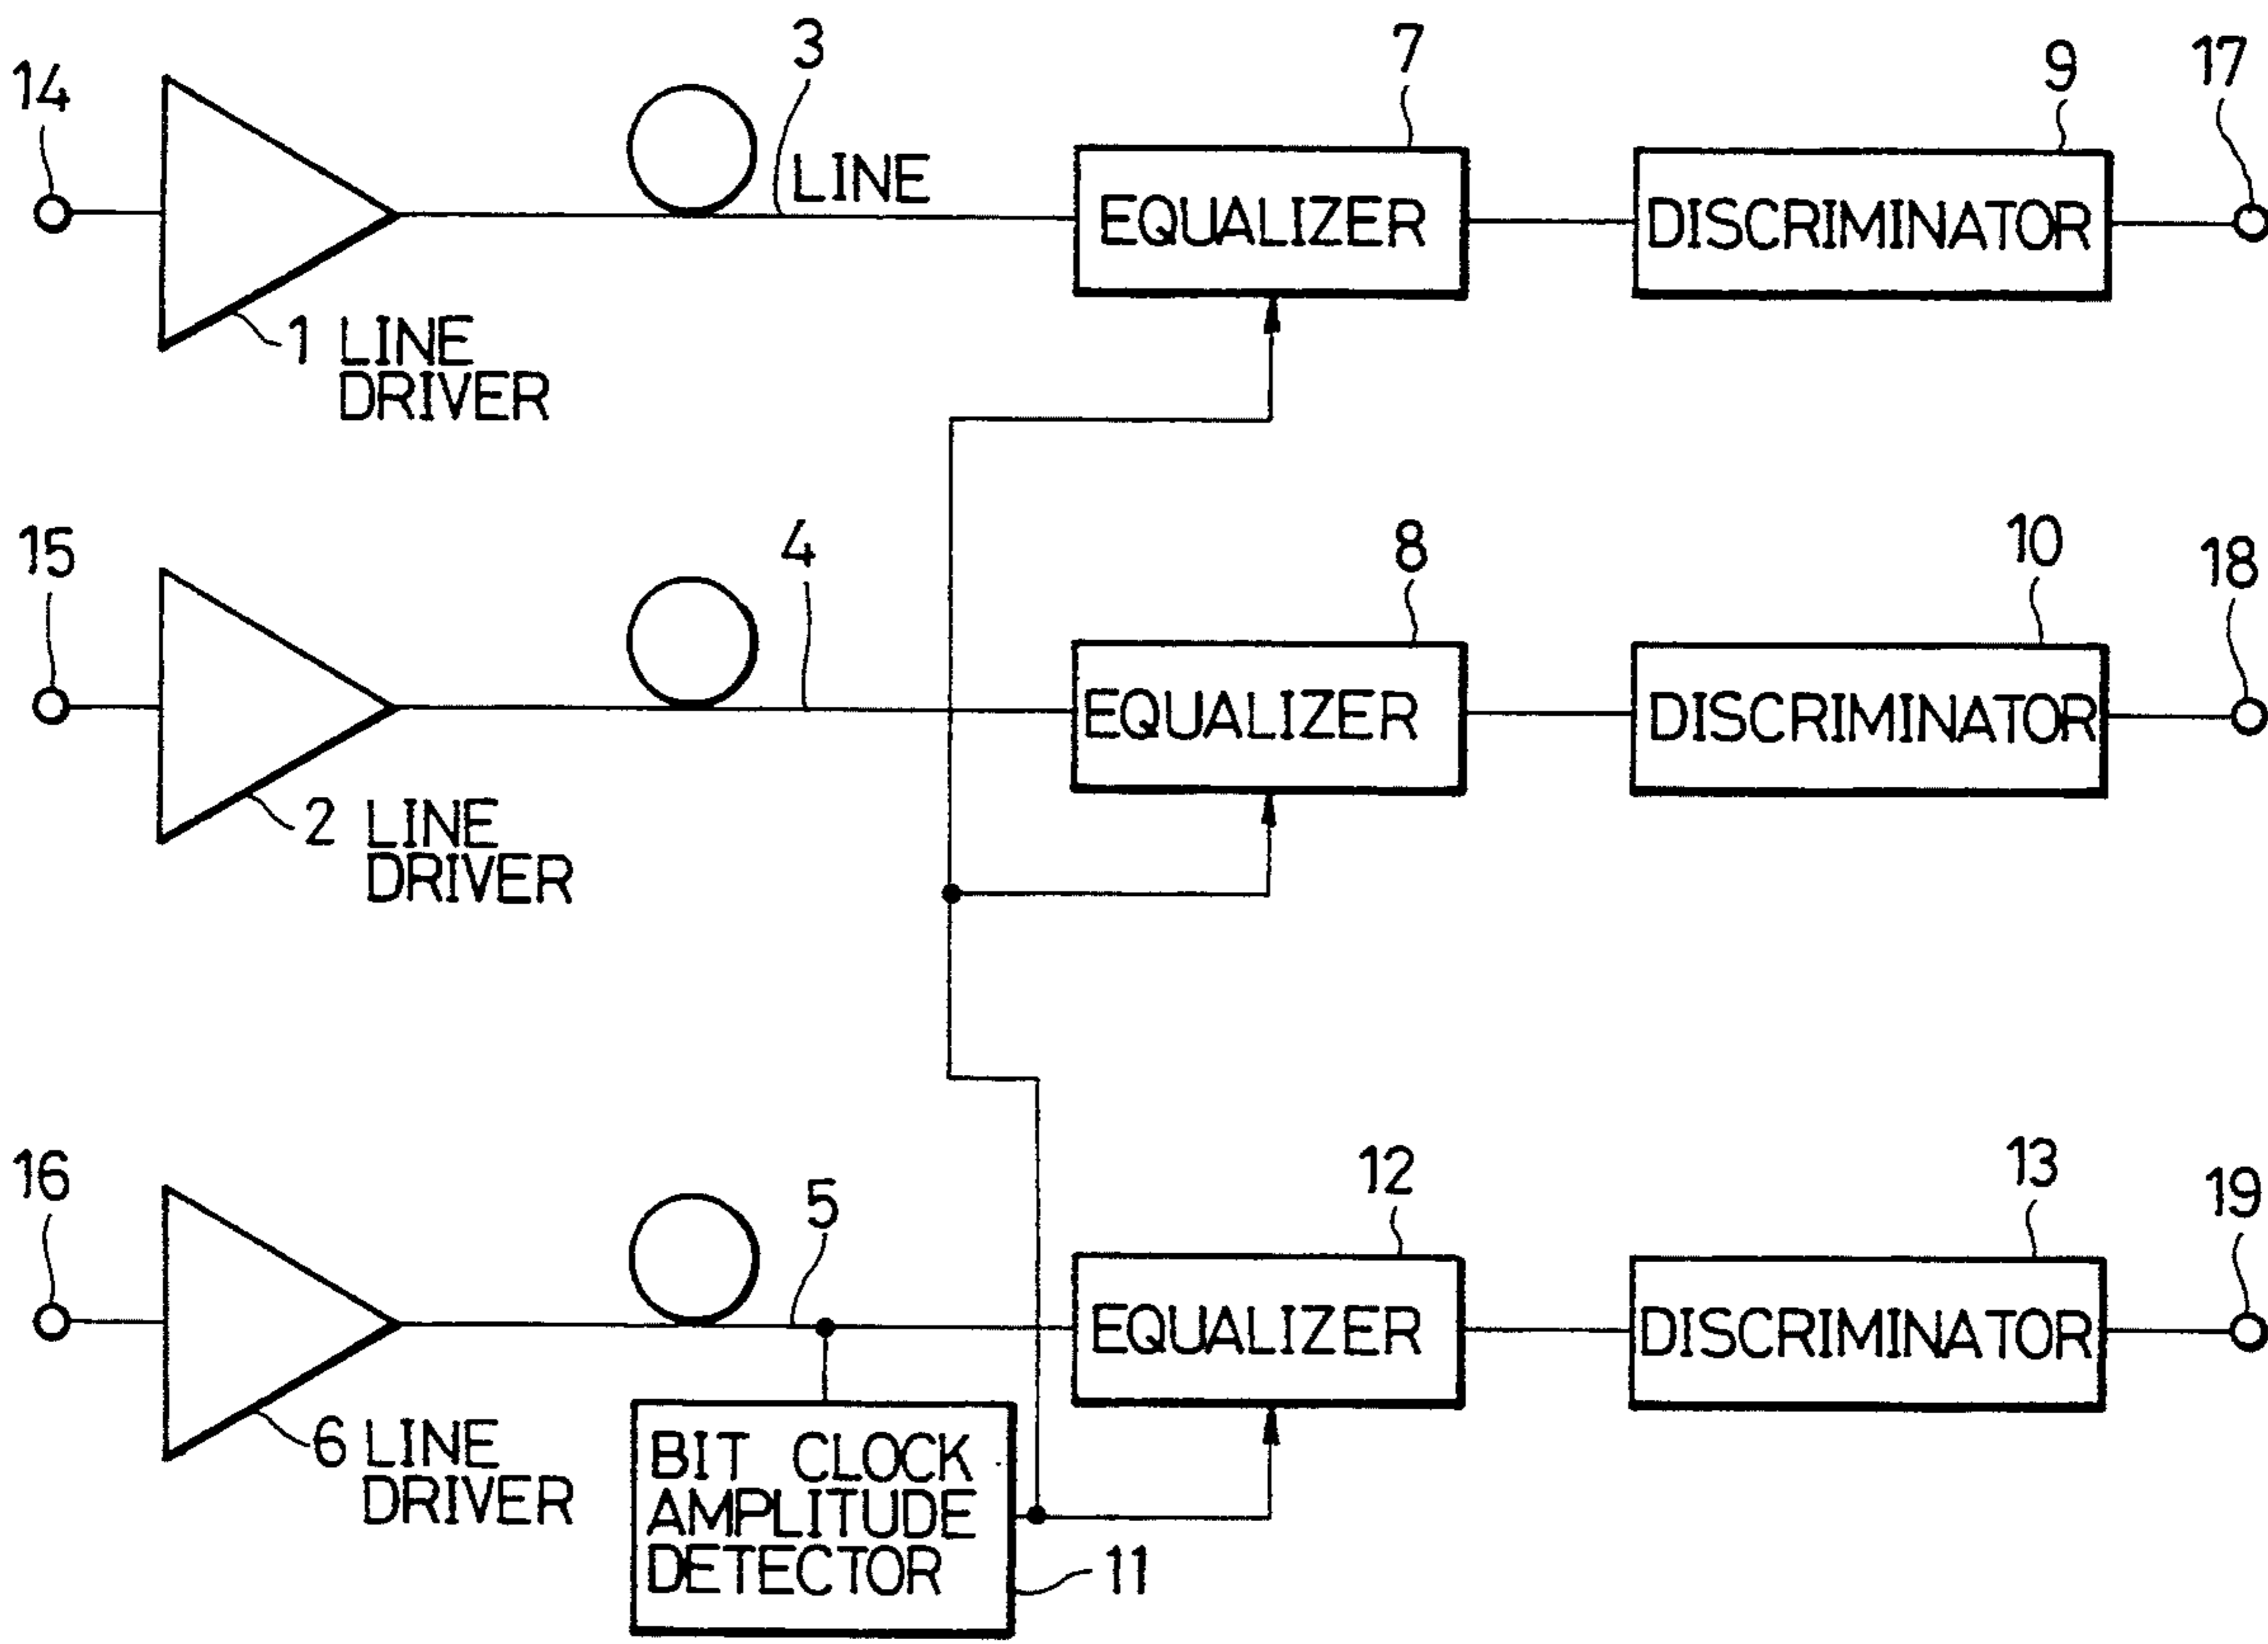 14
3
7
9
17
LINE
EQUALIZER
DISCRIMINATOR
1 LINE
DRIVER
15
4
8
10
18
EQUALIZER
DISCRIMINATOR
2 LINE
DRIVER
16
5
12
13
19
EQUALIZER
DISCRIMINATOR
6 LINE
DRIVER
BIT CLOCK
AMPLITUDE
DETECTOR
11